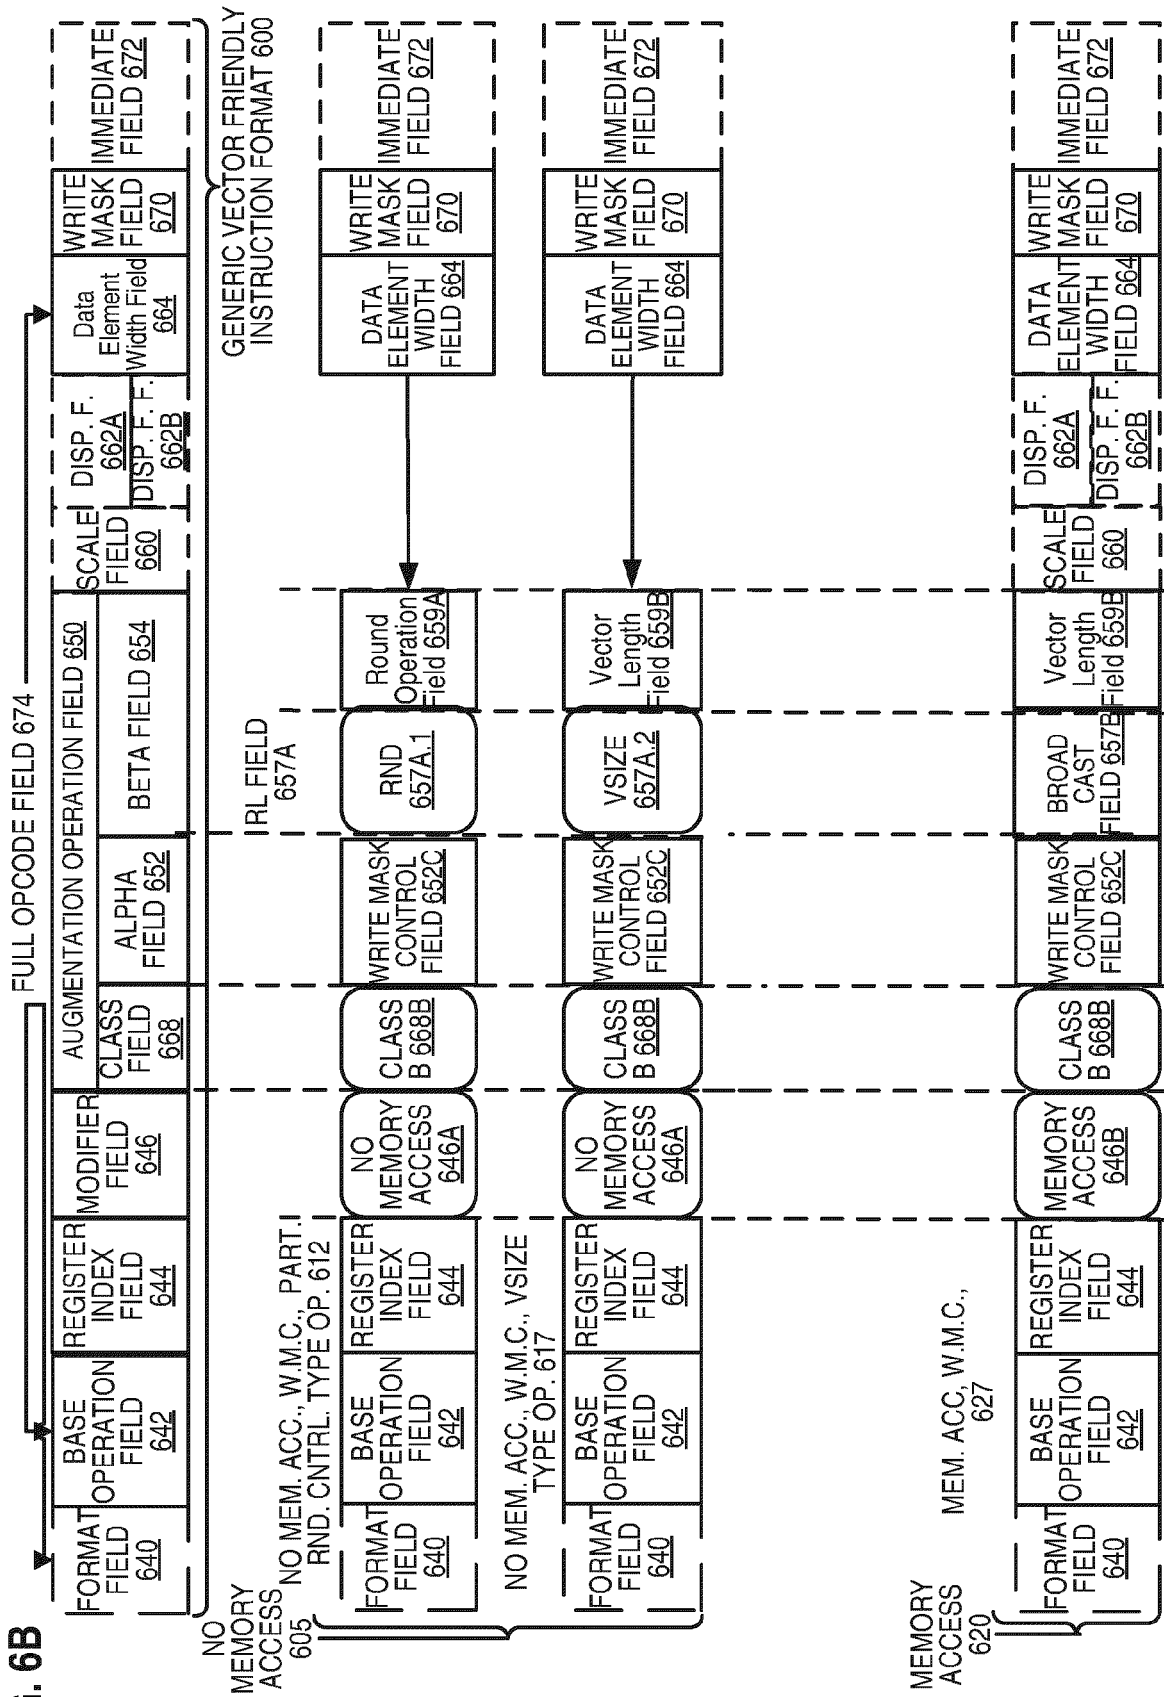 i. 6B
FULL OPCODE FIELD 674
FORMAT
FIELD
640
BASE
OPERATION
FIELD
642
REGISTER
INDEX
FIELD
644
MODIFIER
FIELD
646
AUGMENTATION OPERATION FIELD 650
CLASS
FIELD
668
ALPHA
FIELD 652
BETA FIELD 654
SCALE
FIELD
660
DISP. F.
662A
DISP. F. F.
662B
Data
Element
Width Field
664
WRITE
MASK
FIELD
670
IMMEDIATE
FIELD 672
GENERIC VECTOR FRIENDLY
INSTRUCTION FORMAT 600
NO
MEMORY
ACCESS
605
NO MEM. ACC., W.M.C., PART.
RND. CNTRL. TYPE OP. 612
RL FIELD
657A
FORMAT
FIELD
640
BASE
OPERATION
FIELD
642
REGISTER
INDEX
FIELD
644
NO
MEMORY
ACCESS
646A
CLASS
B 668B
WRITE MASK
CONTROL
FIELD 652C
RND
657A.1
Round
Operation
Field 659A
DATA
ELEMENT
WIDTH
FIELD 664
WRITE
MASK
FIELD
670
IMMEDIATE
FIELD 672
NO MEM. ACC., W.M.C., VSIZE
TYPE OP. 617
FORMAT
FIELD
640
BASE
OPERATION
FIELD
642
REGISTER
INDEX
FIELD
644
NO
MEMORY
ACCESS
646A
CLASS
B 668B
WRITE MASK
CONTROL
FIELD 652C
VSIZE
657A.2
Vector
Length
Field 659B
DATA
ELEMENT
WIDTH
FIELD 664
WRITE
MASK
FIELD
670
IMMEDIATE
FIELD 672
MEMORY
ACCESS
620
MEM. ACC, W.M.C.,
627
FORMAT
FIELD
640
BASE
OPERATION
FIELD
642
REGISTER
INDEX
FIELD
644
MEMORY
ACCESS
646B
CLASS
B 668B
WRITE MASK
CONTROL
FIELD 652C
BROAD
CAST
FIELD 657B
Vector
Length
Field 659B
SCALE
FIELD
660
DISP. F.
662A
DISP. F. F.
662B
DATA
ELEMENT
WIDTH
FIELD 664
WRITE
MASK
FIELD
670
IMMEDIATE
FIELD 672